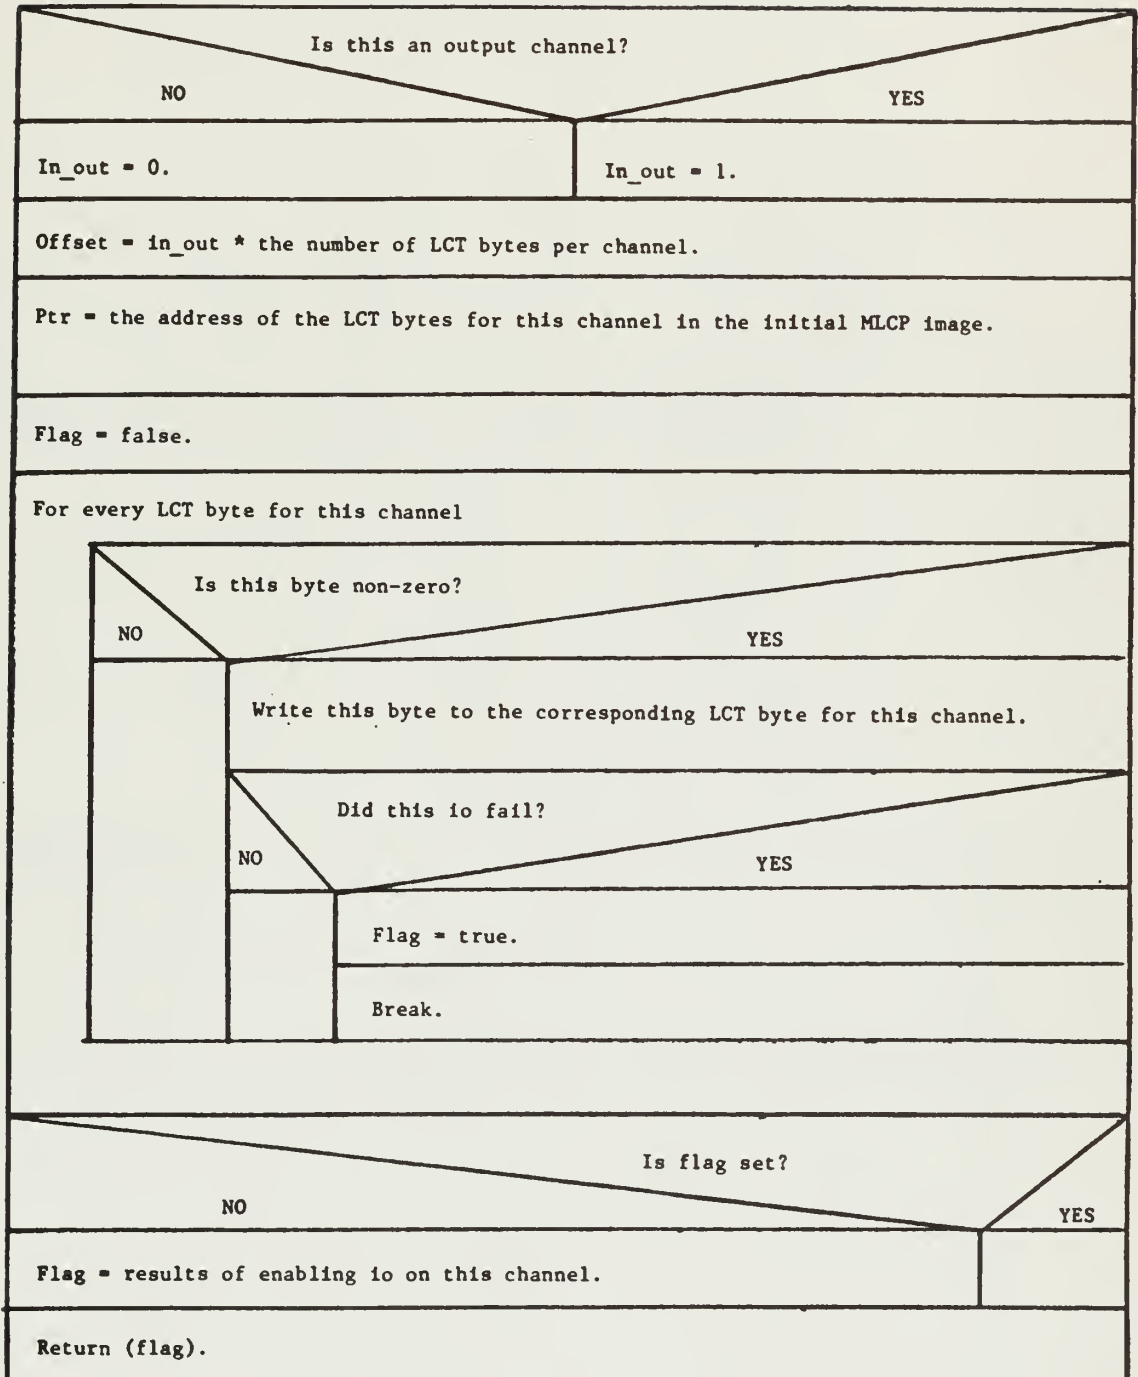 Is this an output channel?
NO
YES
In_out = 0.
In_out = 1.
Offset = in_out * the number of LCT bytes per channel.
Ptr = the address of the LCT bytes for this channel in the initial MLCP image.
Flag = false.
For every LCT byte for this channel
Is this byte non-zero?
NO
YES
Write this byte to the corresponding LCT byte for this channel.
Did this io fail?
NO
YES
Flag = true.
Break.
Is flag set?
NO
YES
Flag = results of enabling io on this channel.
Return (flag).